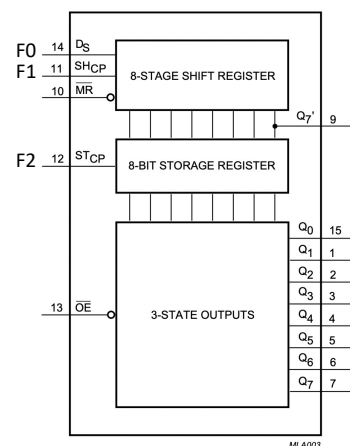 F0 14 DS
F1 11 SHCP
10 MR
8-STAGE SHIFT REGISTER
Q7' 9
F2 12 STCP
8-BIT STORAGE REGISTER
Q0 15
Q1 1
Q2 2
Q3 3
13 OE
3-STATE OUTPUTS
Q4 4
Q5 5
Q6 6
Q7 7
MLA003